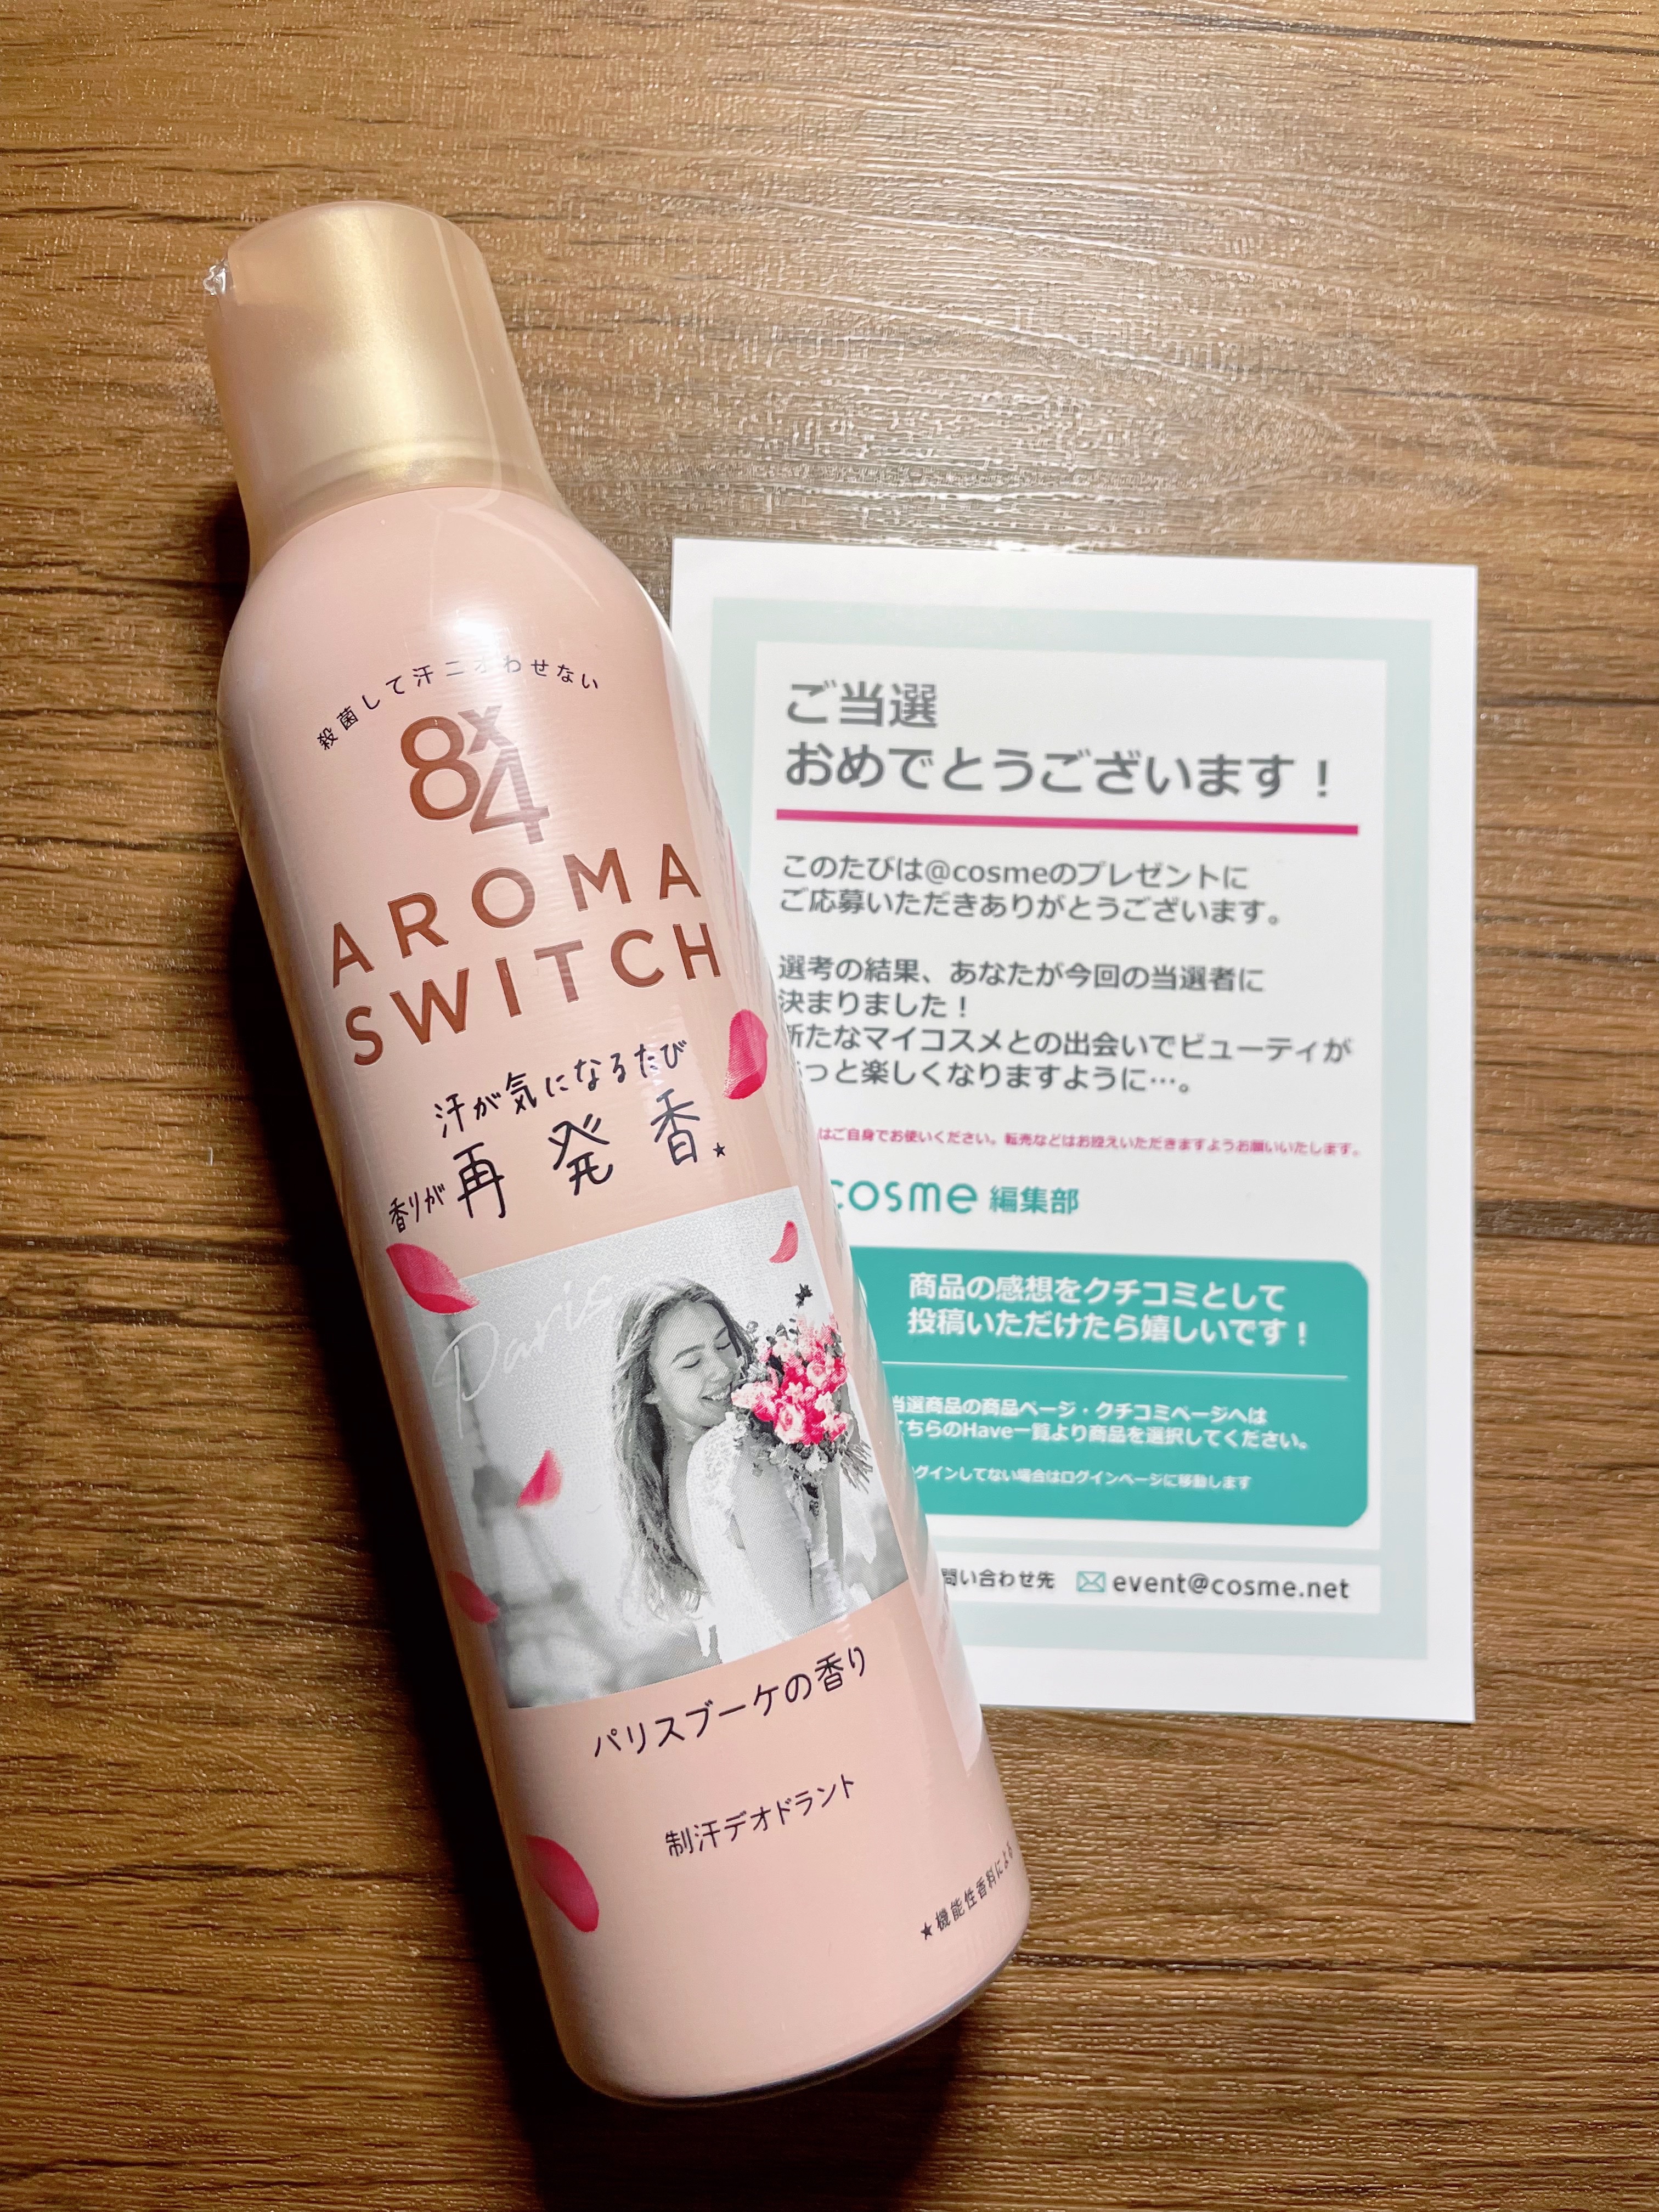 殺菌して汗ニオわせない
8x4
AROMA
SWITCH
汗が気になるたび
香りが再発香★
Paris
パリスブーケの香り
制汗デオドラント
★機能性香料による
ご当選
おめでとうございます！
このたびは@cosmeのプレゼントに
ご応募いただきありがとうございます。
選考の結果、あなたが今回の当選者に
決まりました！
新たなマイコスメとの出会いでビューティが
もっと楽しくなりますように…。
はご自身でお使いください。転売などはお控えいただきますようお願いいたします。
cosme 編集部
商品の感想をクチコミとして
投稿いただけたら嬉しいです！
当選商品の商品ページ・クチコミページへは
こちらのHave一覧より商品を選択してください。
グインしてない場合はログインページに移動します
問い合わせ先 event@cosme.net